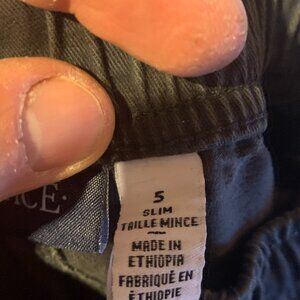 5
SLIM
TAILLE MINCE
MADE IN
ETHIOPIA
FABRIQUÉ EN
ÉTHIOPIE